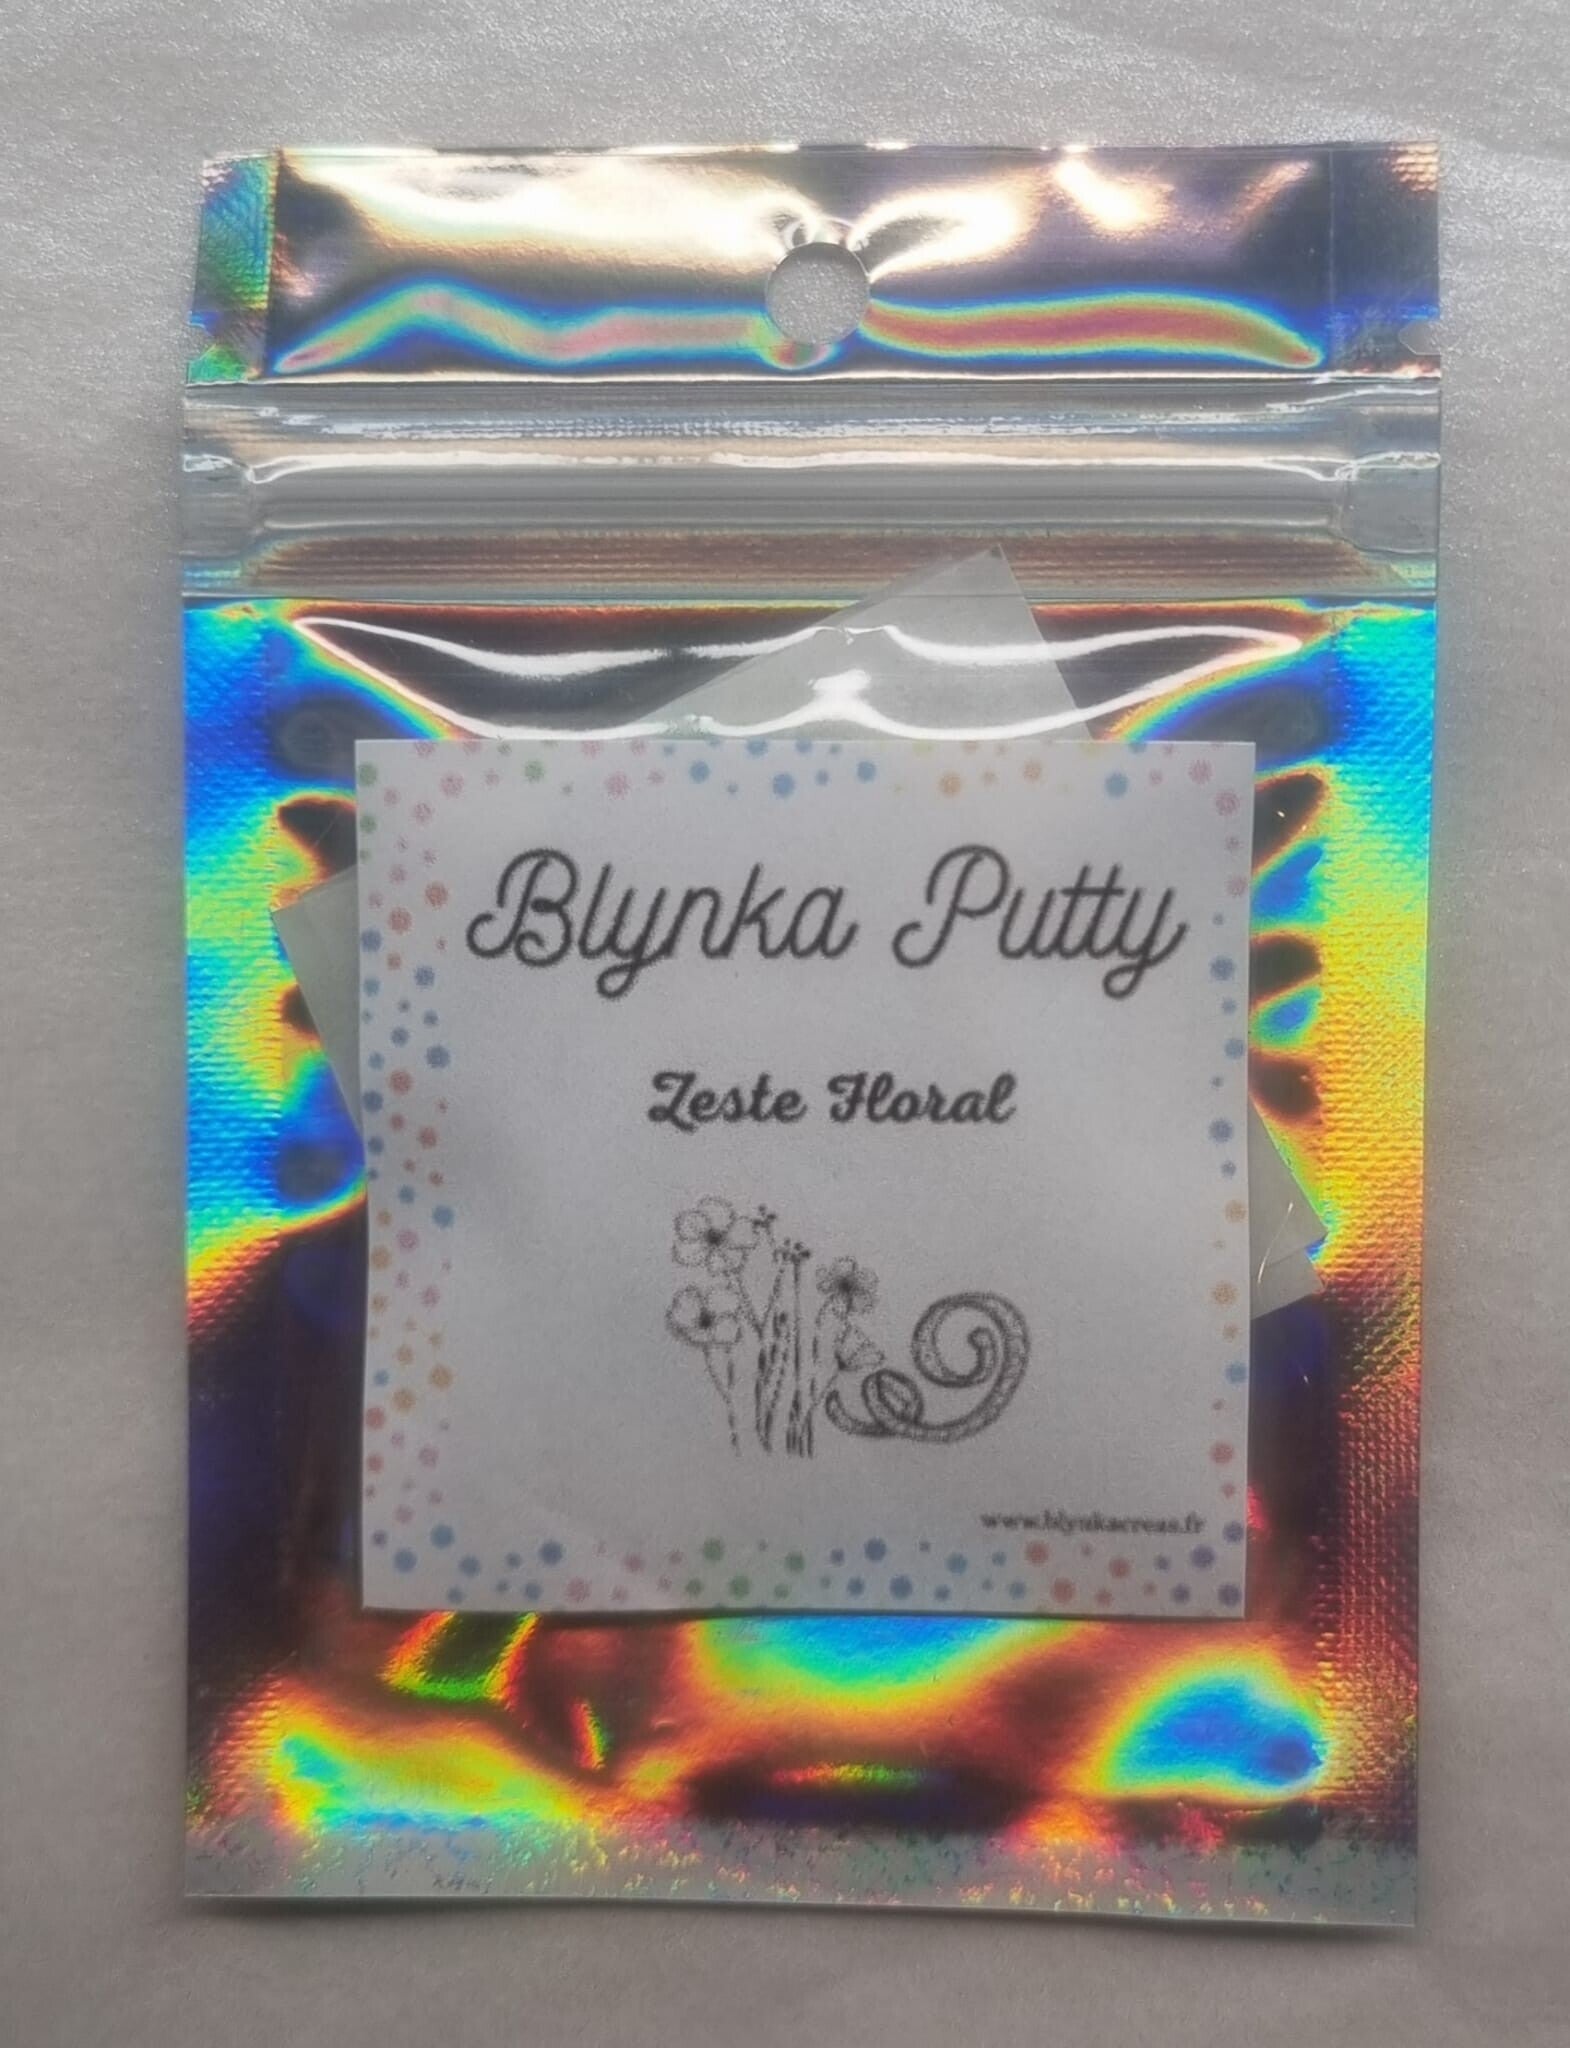 Blynka Putty
Zeste Floral
www.blynkacreas.fr